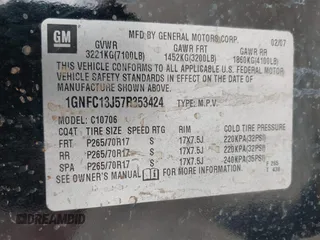 GM
MFD BY GENERAL MOTORS CORP. 02/07
GVWR GAWR FRT GAWR RR
3221KG(7100LB) 1452KG(3200LB) 1860KG(4100LB)
THIS VEHICLE CONFORMS TO ALL APPLICABLE U.S. FEDERAL MOTOR
VEHICLE SAFETY STANDARDS IN EFFECT ON THE DATE OF
MANUFACTURE SHOWN ABOVE.
1GNFC13J57R353424 TYPE: M.P.V.
MODEL: C10706
CQ4T TIRE SIZE SPEED RTG RIM COLD TIRE PRESSURE
FRT P265/70R17 S 17X7.5J 220KPA(32PSI)
RR P265/70R17 S 17X7.5J 220KPA(32PSI)
SPA P265/70R17 S 17X7.5J 240KPA(35PSI)
SEE OWNER'S MANUAL FOR ADDITIONAL INFORMATION.
DREAMBID